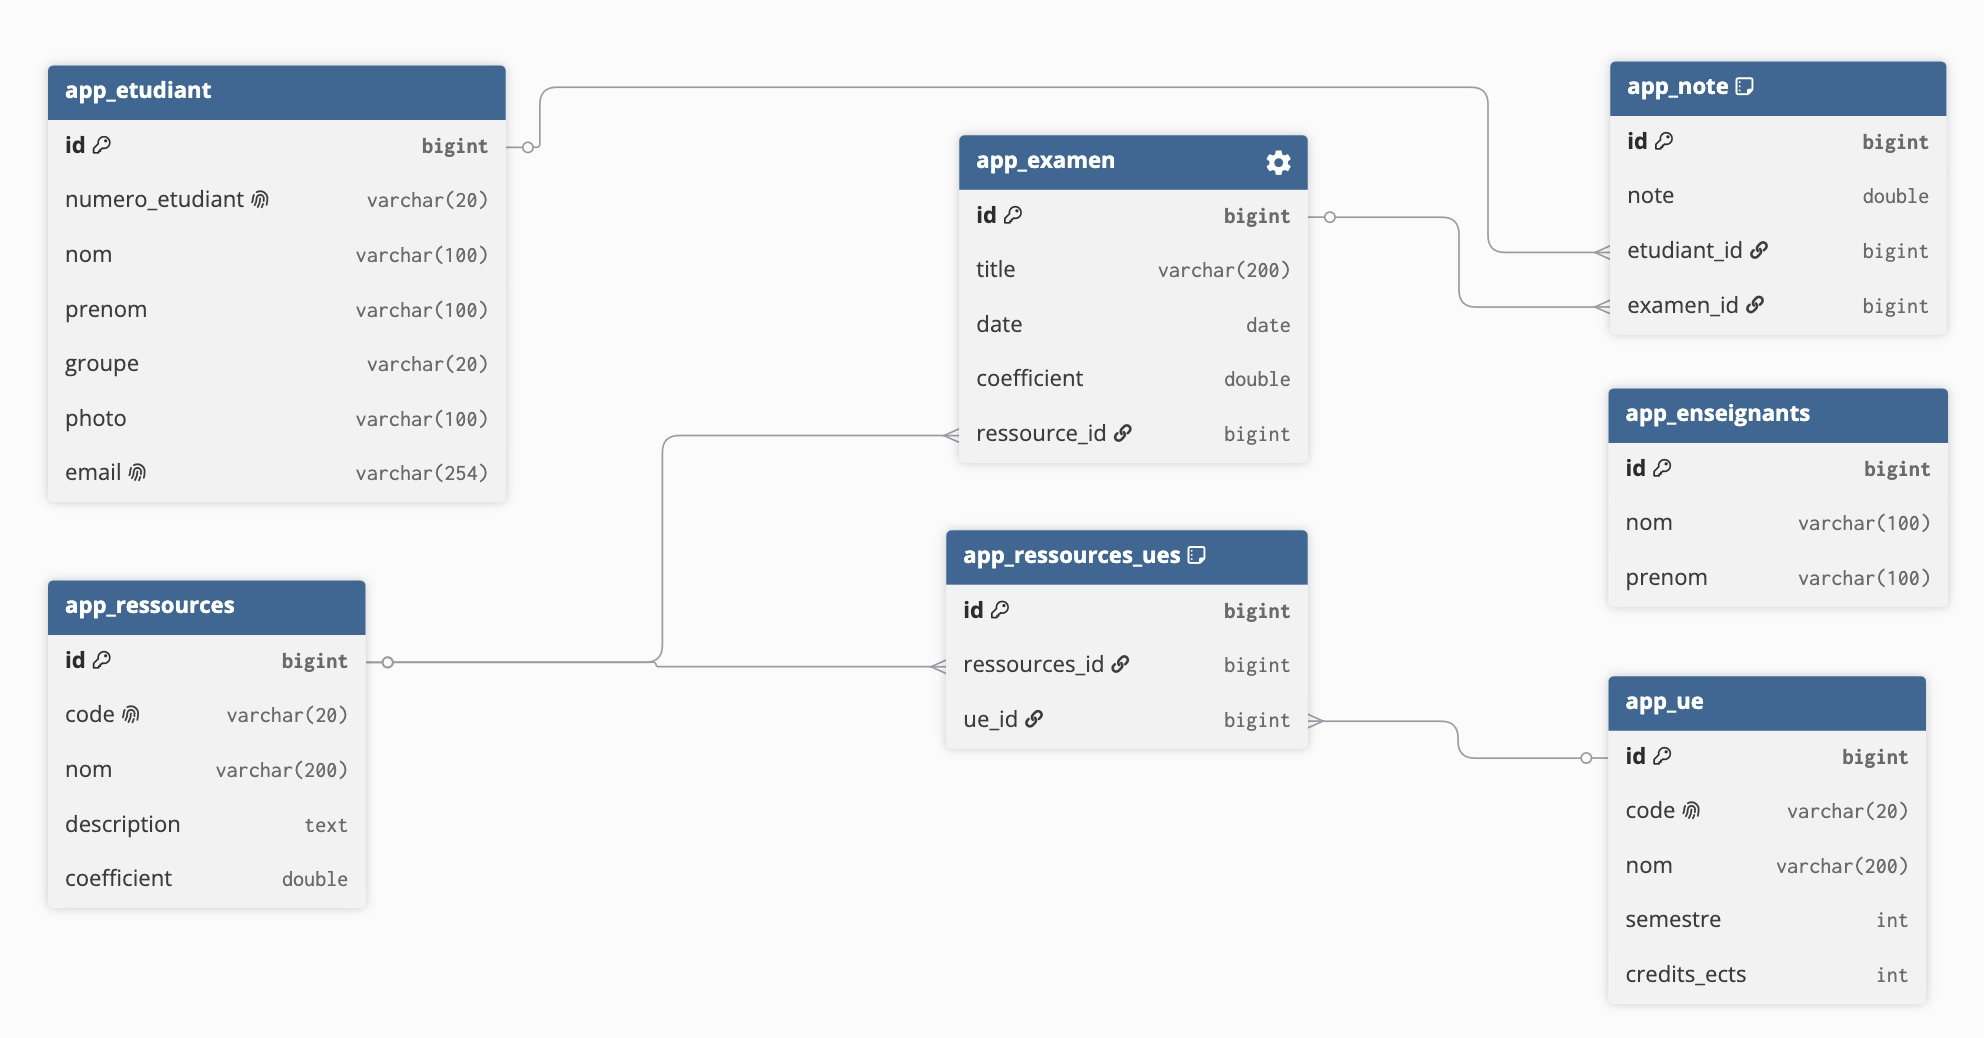 app_etudiant
id bigint
numero_etudiant varchar(20)
nom varchar(100)
prenom varchar(100)
groupe varchar(20)
photo varchar(100)
email varchar(254)
app_ressources
id bigint
code varchar(20)
nom varchar(200)
description text
coefficient double
app_examen
id bigint
title varchar(200)
date date
coefficient double
ressource_id bigint
app_ressources_ues
id bigint
ressources_id bigint
ue_id bigint
app_note
id bigint
note double
etudiant_id bigint
examen_id bigint
app_enseignants
id bigint
nom varchar(100)
prenom varchar(100)
app_ue
id bigint
code varchar(20)
nom varchar(200)
semestre int
credits_ects int